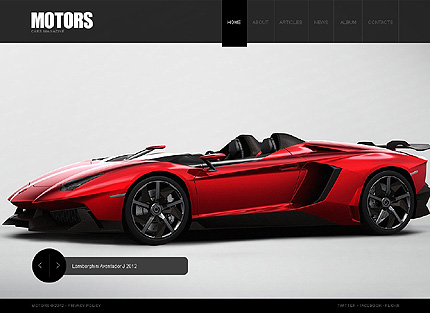 MOTORS
CARS MAGAZINE
HOME ABOUT ARTICLES NEWS ALBUM CONTACTS
Lamborghini Aventador J 2012
MOTORS © 2012 • PRIVACY POLICY
TWITTER • FACEBOOK • FLICKR